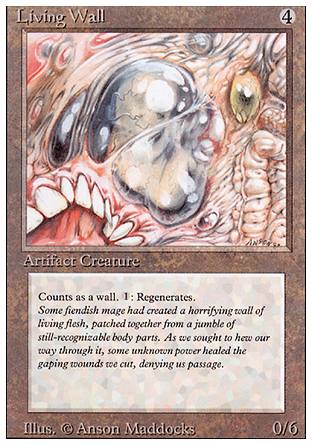 Living Wall 4
Artifact Creature
Counts as a wall. 1: Regenerates.
Some fiendish mage had created a horrifying wall of
living flesh, patched together from a jumble of
still-recognizable body parts. As we sought to hew our
way through it, some unknown power healed the
gaping wounds we cut, denying us passage.
Illus. © Anson Maddocks 0/6